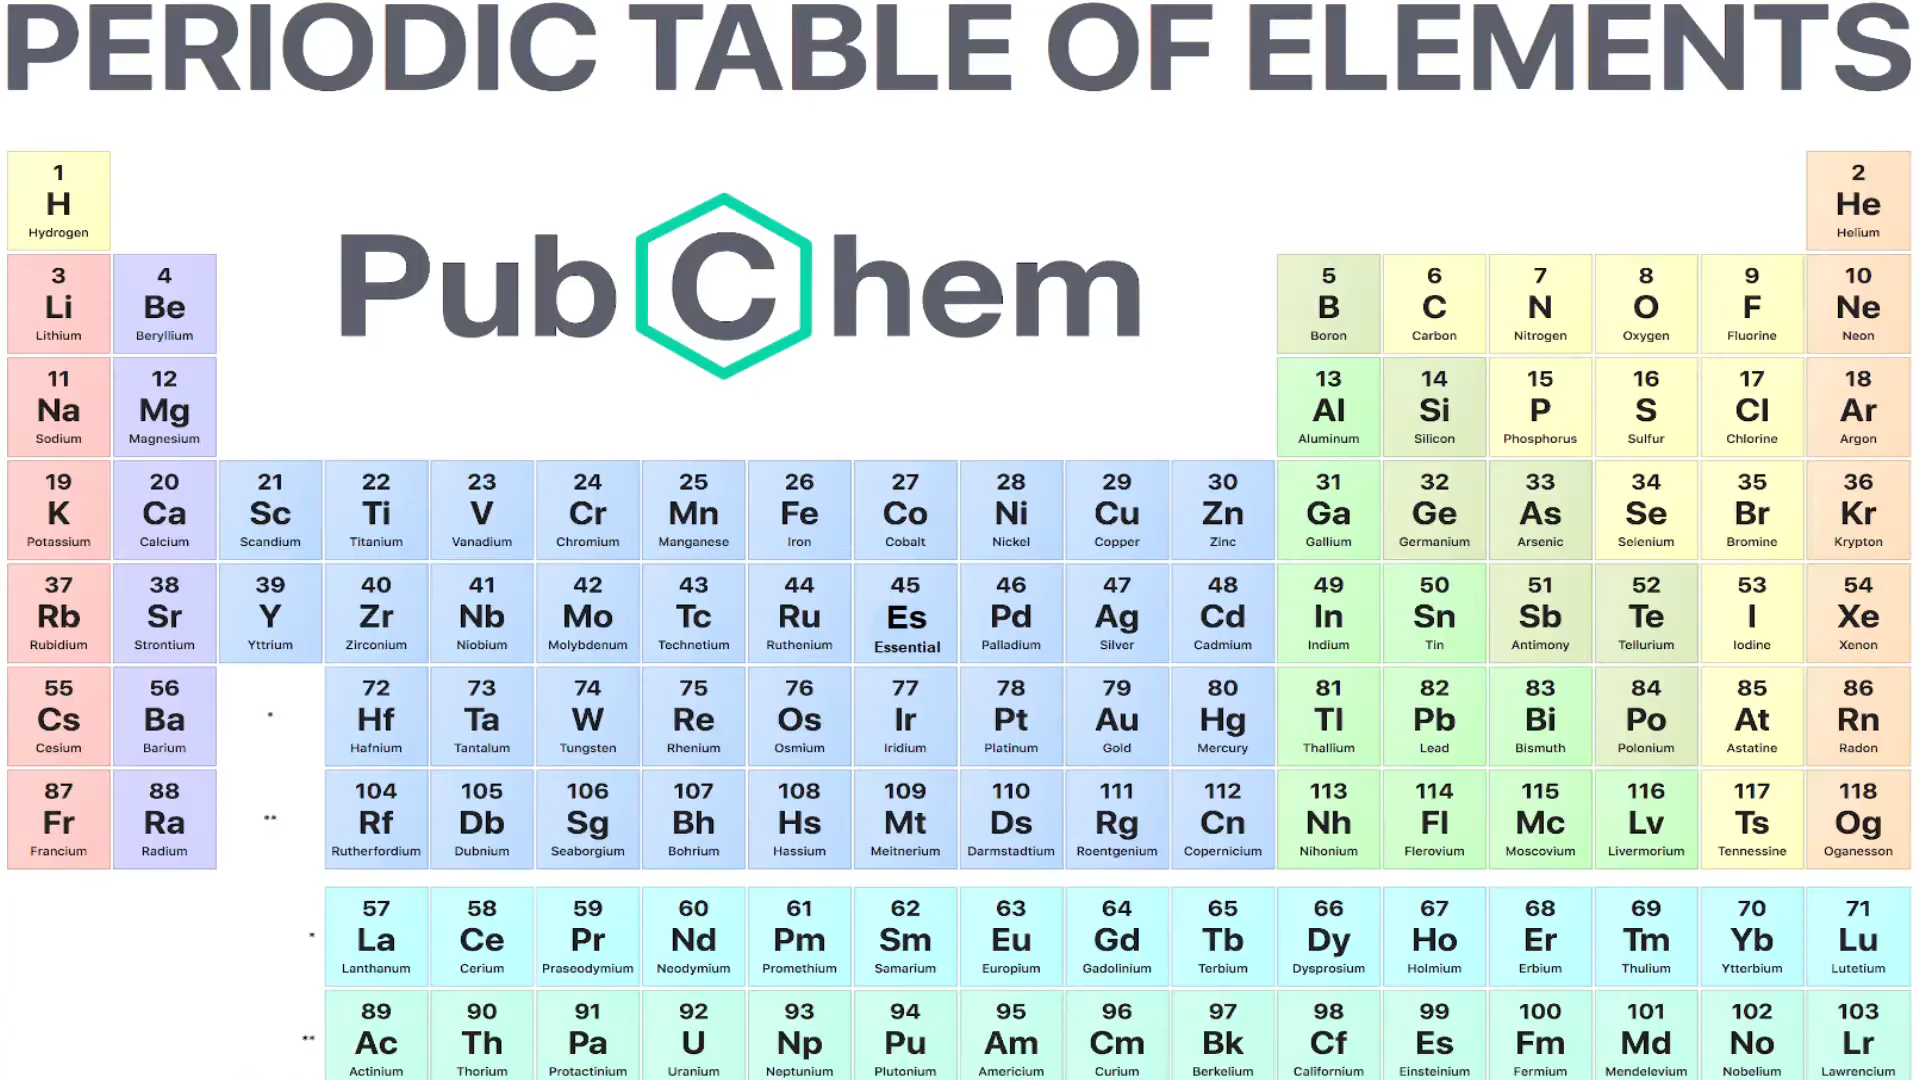 PERIODIC TABLE OF ELEMENTS
PubChem
1 2
H He
Hydrogen Helium
3 4 5 6 7 8 9 10
Li Be B C N O F Ne
Lithium Beryllium Boron Carbon Nitrogen Oxygen Fluorine Neon
11 12 13 14 15 16 17 18
Na Mg Al Si P S Cl Ar
Sodium Magnesium Aluminum Silicon Phosphorus Sulfur Chlorine Argon
19 20 21 22 23 24 25 26 27 28 29 30 31 32 33 34 35 36
K Ca Sc Ti V Cr Mn Fe Co Ni Cu Zn Ga Ge As Se Br Kr
Potassium Calcium Scandium Titanium Vanadium Chromium Manganese Iron Cobalt Nickel Copper Zinc Gallium Germanium Arsenic Selenium Bromine Krypton
37 38 39 40 41 42 43 44 45 46 47 48 49 50 51 52 53 54
Rb Sr Y Zr Nb Mo Tc Ru Es Pd Ag Cd In Sn Sb Te I Xe
Rubidium Strontium Yttrium Zirconium Niobium Molybdenum Technetium Ruthenium Essential Palladium Silver Cadmium Indium Tin Antimony Tellurium Iodine Xenon
55 56 72 73 74 75 76 77 78 79 80 81 82 83 84 85 86
Cs Ba * Hf Ta W Re Os Ir Pt Au Hg Tl Pb Bi Po At Rn
Cesium Barium Hafnium Tantalum Tungsten Rhenium Osmium Iridium Platinum Gold Mercury Thallium Lead Bismuth Polonium Astatine Radon
87 88 104 105 106 107 108 109 110 111 112 113 114 115 116 117 118
Fr Ra ** Rf Db Sg Bh Hs Mt Ds Rg Cn Nh Fl Mc Lv Ts Og
Francium Radium Rutherfordium Dubnium Seaborgium Bohrium Hassium Meitnerium Darmstadtium Roentgenium Copernicium Nihonium Flerovium Moscovium Livermorium Tennessine Oganesson
57 58 59 60 61 62 63 64 65 66 67 68 69 70 71
* La Ce Pr Nd Pm Sm Eu Gd Tb Dy Ho Er Tm Yb Lu
Lanthanum Cerium Praseodymium Neodymium Promethium Samarium Europium Gadolinium Terbium Dysprosium Holmium Erbium Thulium Ytterbium Lutetium
89 90 91 92 93 94 95 96 97 98 99 100 101 102 103
** Ac Th Pa U Np Pu Am Cm Bk Cf Es Fm Md No Lr
Actinium Thorium Protactinium Uranium Neptunium Plutonium Americium Curium Berkelium Californium Einsteinium Fermium Mendelevium Nobelium Lawrencium